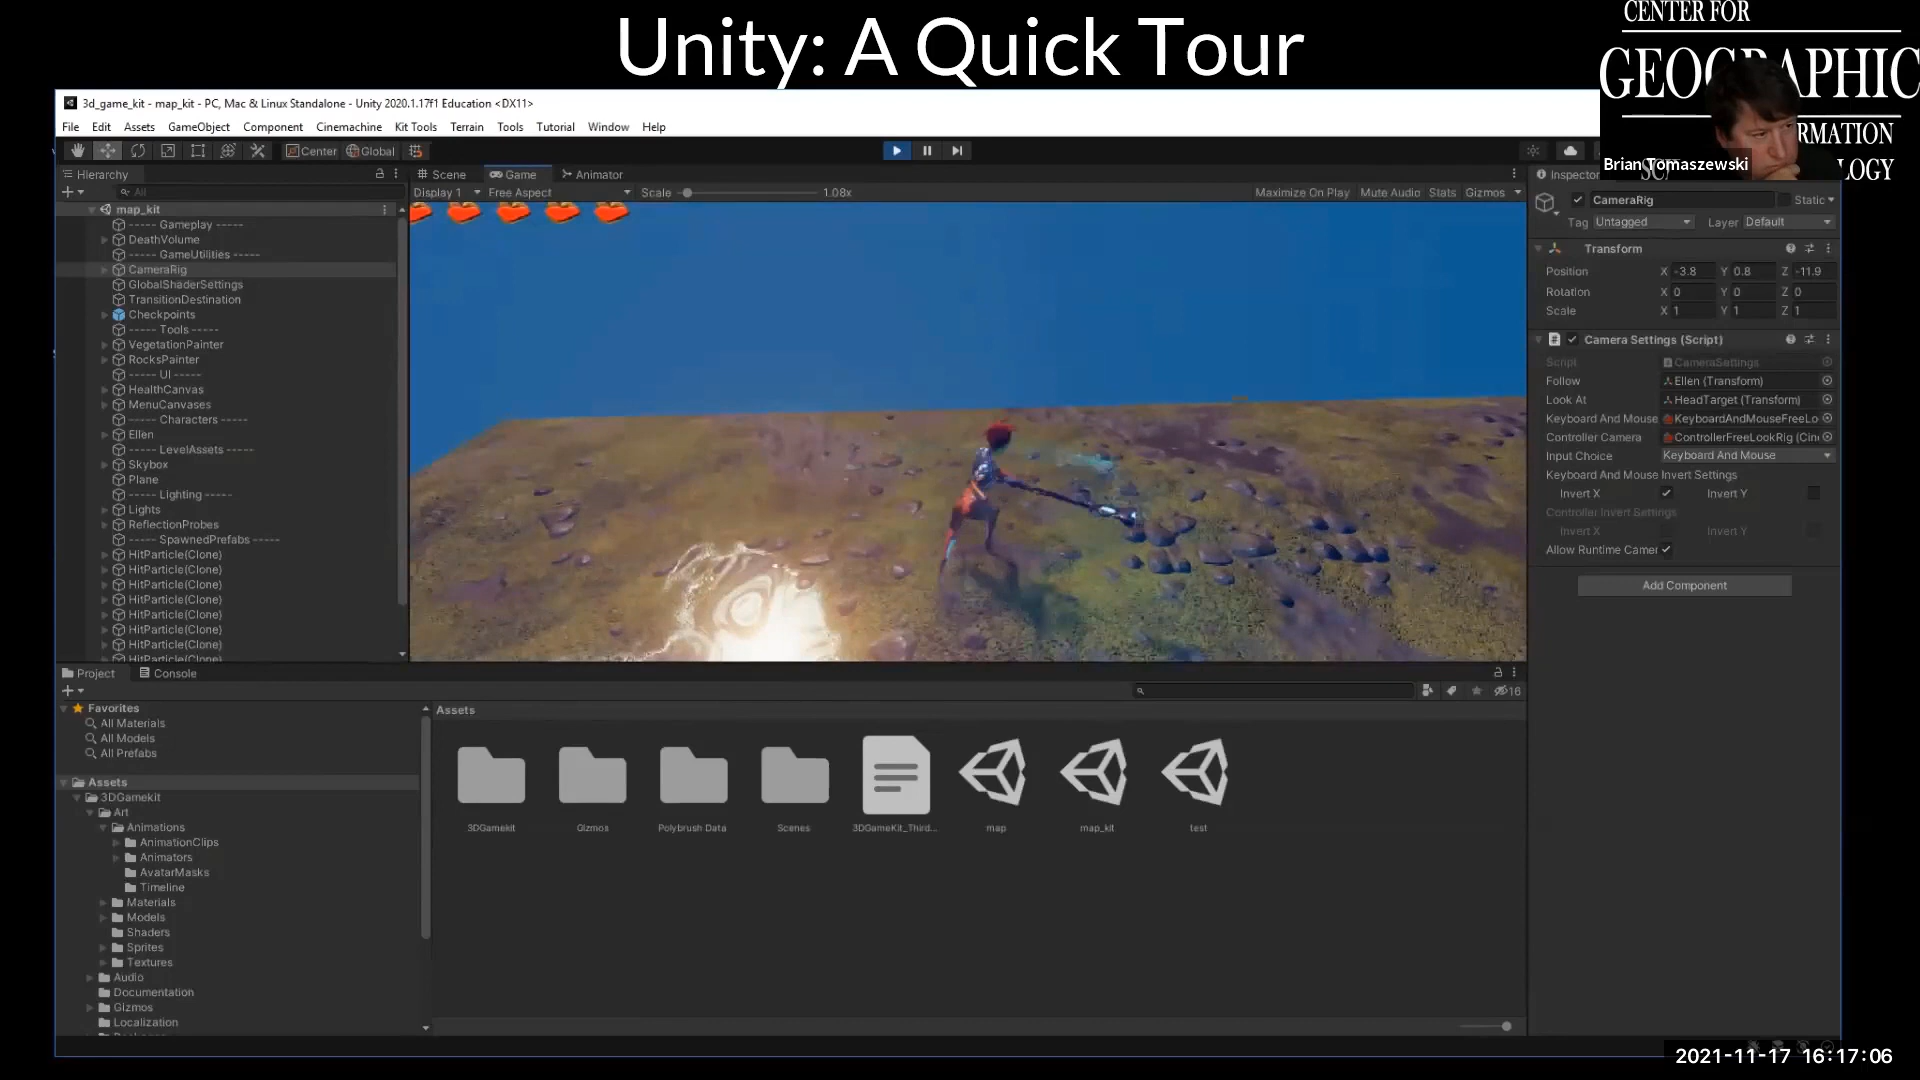 Unity: A Quick Tour
CENTER FOR
GEOGRAPHIC
RMATION
LOGY
Brian Tomaszewski
3d_game_kit - map_kit - PC, Mac & Linux Standalone - Unity 2020.1.17f1 Education <DX11>
File Edit Assets GameObject Component Cinemachine Kit Tools Terrain Tools Tutorial Window Help
Center Global
Hierarchy
All
map_kit
----- Gameplay -----
DeathVolume
----- GameUtilities -----
CameraRig
GlobalShaderSettings
TransitionDestination
Checkpoints
----- Tools -----
VegetationPainter
RocksPainter
----- UI -----
HealthCanvas
MenuCanvases
----- Characters -----
Ellen
----- LevelAssets -----
Skybox
Plane
----- Lighting -----
Lights
ReflectionProbes
----- SpawnedPrefabs -----
HitParticle(Clone)
HitParticle(Clone)
HitParticle(Clone)
HitParticle(Clone)
HitParticle(Clone)
HitParticle(Clone)
HitParticle(Clone)
HitParticle(Clone)
Scene Game Animator
Display 1 Free Aspect Scale 1.08x Maximize On Play Mute Audio Stats Gizmos
Inspector
CameraRig Static
Tag Untagged Layer Default
Transform
Position X -3.8 Y 0.8 Z -11.9
Rotation X 0 Y 0 Z 0
Scale X 1 Y 1 Z 1
Camera Settings (Script)
Script CameraSettings
Follow Ellen (Transform)
Look At HeadTarget (Transform)
Keyboard And Mouse KeyboardAndMouseFreeLo
Controller Camera ControllerFreeLookRig (Cin
Input Choice Keyboard And Mouse
Keyboard And Mouse Invert Settings
Invert X Invert Y
Controller Invert Settings
Invert X Invert Y
Allow Runtime Camer
Add Component
Project Console
16
Favorites
All Materials
All Models
All Prefabs
Assets
3DGamekit
Art
Animations
AnimationClips
Animators
AvatarMasks
Timeline
Materials
Models
Shaders
Sprites
Textures
Audio
Documentation
Gizmos
Localization
Assets
3DGamekit Gizmos Polybrush Data Scenes 3DGameKit_Third... map map_kit test
2021-11-17 16:17:06